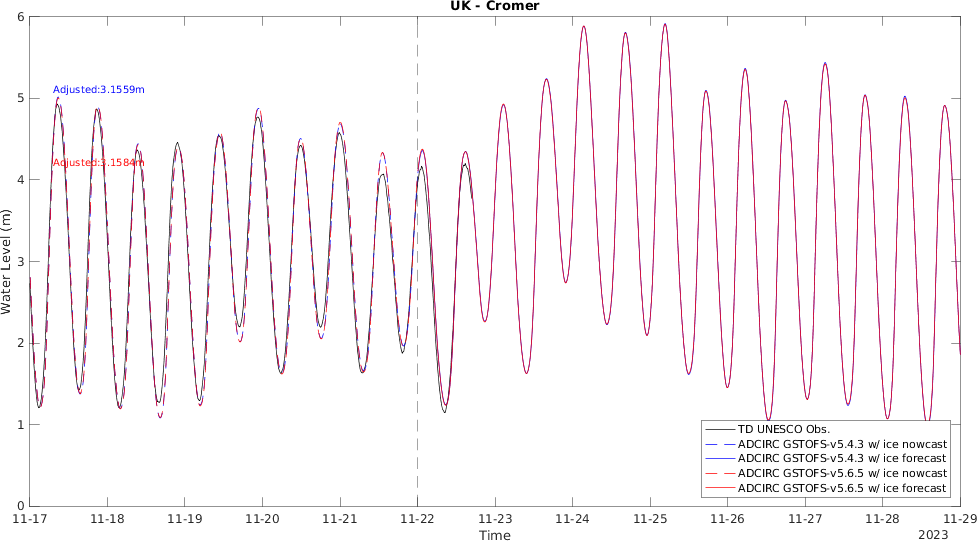 UK - Cromer
6
5
4
3
2
1
0
Water Level (m)
Adjusted:3.1559m
Adjusted:3.1584m
TD UNESCO Obs.
ADCIRC GSTOFS-v5.4.3 w/ ice nowcast
ADCIRC GSTOFS-v5.4.3 w/ ice forecast
ADCIRC GSTOFS-v5.6.5 w/ ice nowcast
ADCIRC GSTOFS-v5.6.5 w/ ice forecast
11-17 11-18 11-19 11-20 11-21 11-22 11-23 11-24 11-25 11-26 11-27 11-28 11-29
Time
2023